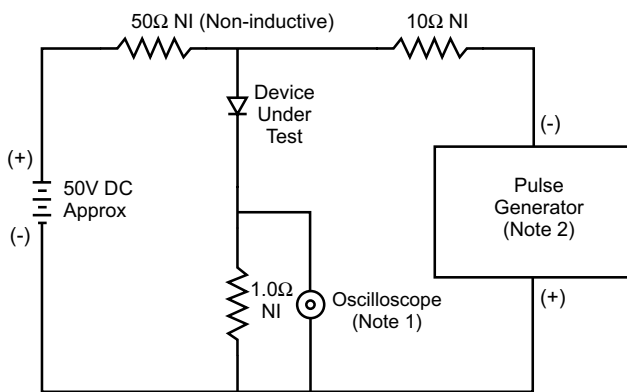 50Ω NI (Non-inductive)
10Ω NI
Device
Under
Test
(-)
(+)
50V DC
Approx
(-)
Pulse
Generator
(Note 2)
1.0Ω
NI
Oscilloscope
(Note 1)
(+)